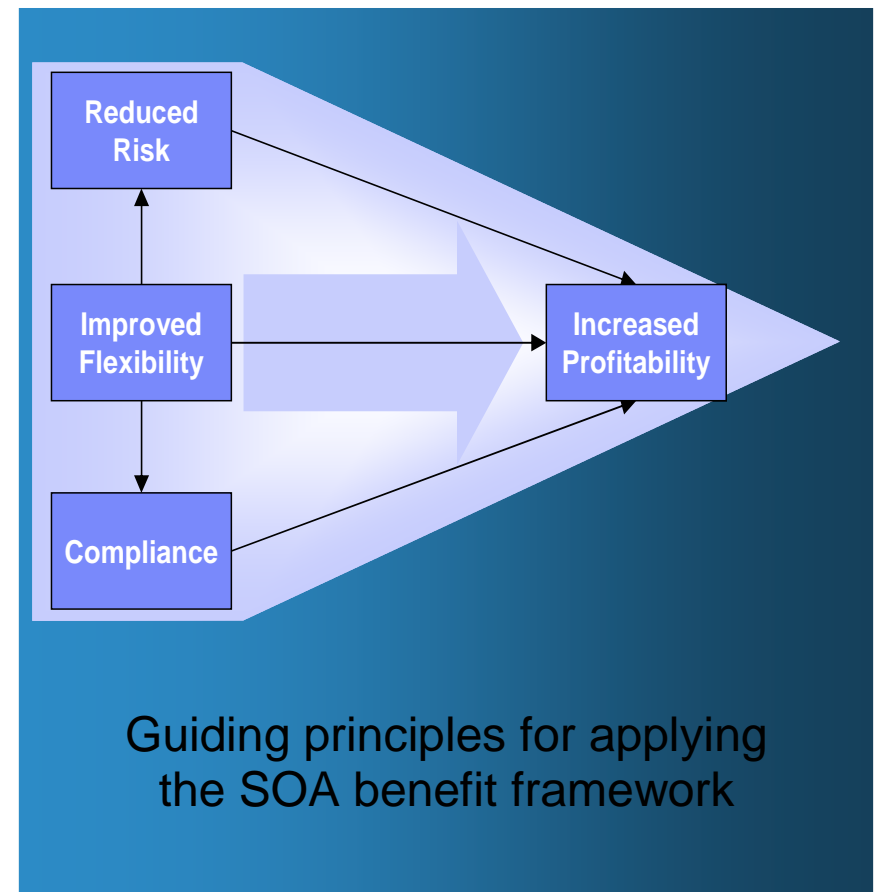 Reduced
Risk
Improved
Flexibility
Increased
Profitability
Compliance
Guiding principles for applying
the SOA benefit framework